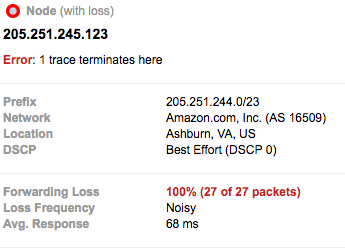 Node (with loss)
205.251.245.123
Error: 1 trace terminates here
Prefix 205.251.244.0/23
Network Amazon.com, Inc. (AS 16509)
Location Ashburn, VA, US
DSCP Best Effort (DSCP 0)
Forwarding Loss 100% (27 of 27 packets)
Loss Frequency Noisy
Avg. Response 68 ms